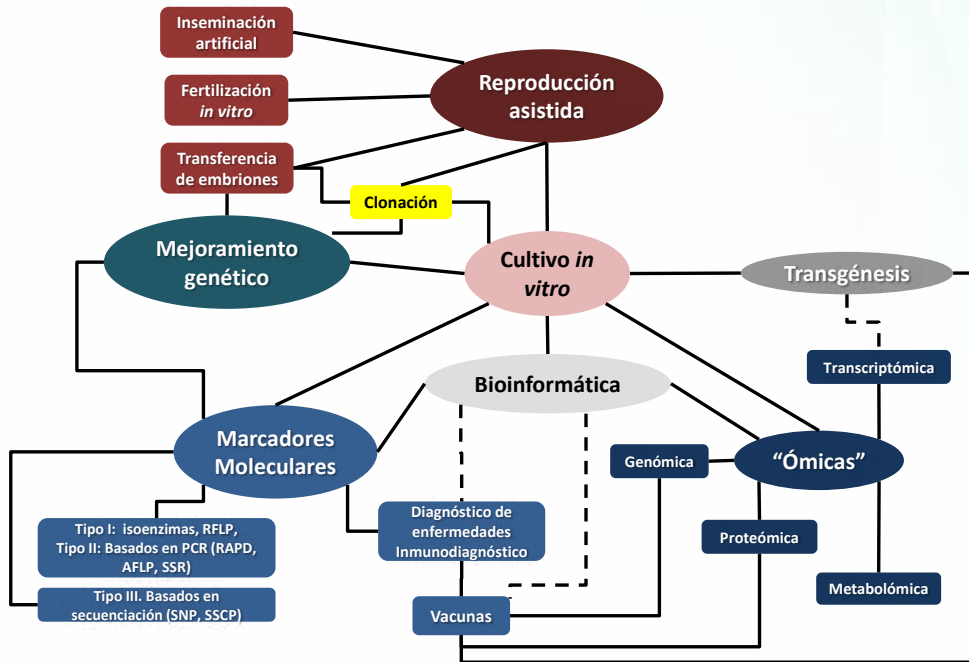 Inseminación
artificial
Reproducción
asistida
Fertilización
in vitro
Transferencia
de embriones
Clonación
Mejoramiento
genético
Cultivo in
vitro
Transgénesis
Transcriptómica
Bioinformática
Marcadores
Moleculares
Genómica
“Ómicas”
Tipo I: isoenzimas, RFLP,
Tipo II: Basados en PCR (RAPD,
AFLP, SSR)
Diagnóstico de
enfermedades
Inmunodiagnóstico
Proteómica
Tipo III. Basados en
secuenciación (SNP, SSCP)
Vacunas
Metabolómica